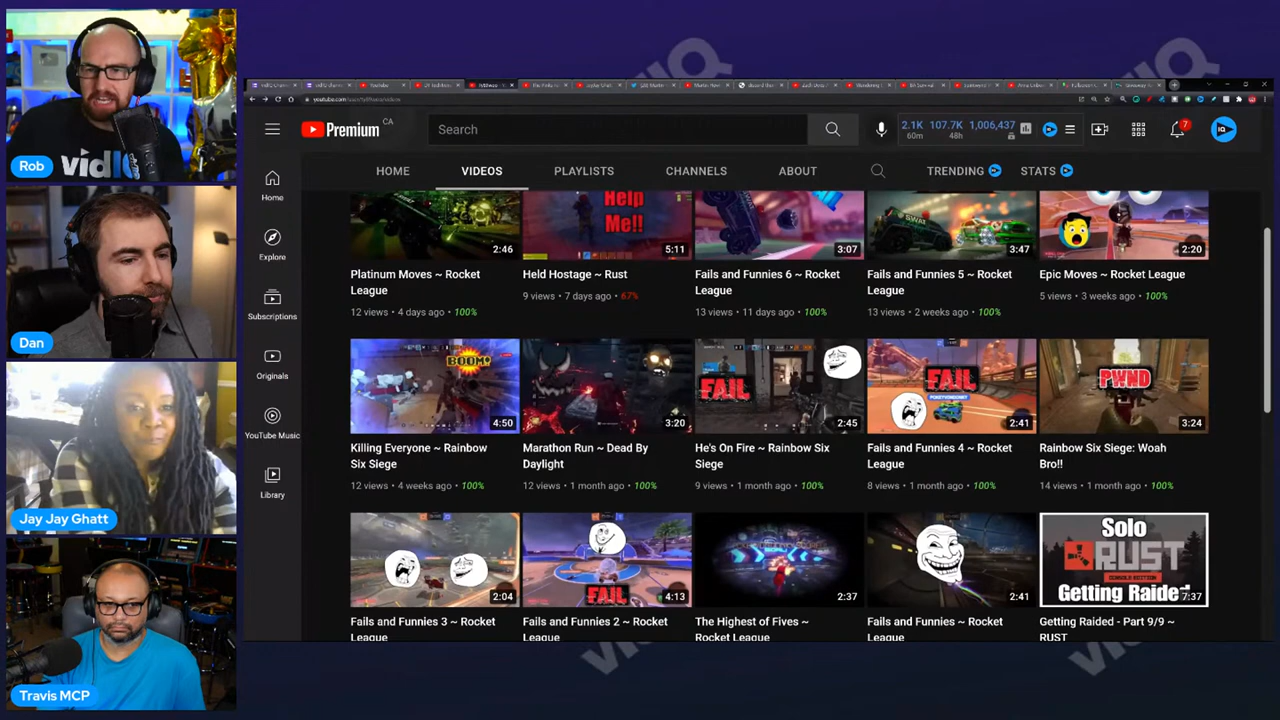 Rob
Dan
Jay Jay Ghatt
Travis MCP
vidIQ
Premium CA
Search
2.1K 107.7K 1,006,437
60m 48h
7
IQ
HOME VIDEOS PLAYLISTS CHANNELS ABOUT TRENDING STATS
Home
Explore
Subscriptions
Originals
YouTube Music
Library
2:46
Help
Me!!
5:11
3:07
SWAT
3:47
2:20
Platinum Moves ~ Rocket
League
12 views • 4 days ago • 100%
Held Hostage ~ Rust
9 views • 7 days ago • 67%
Fails and Funnies 6 ~ Rocket
League
13 views • 11 days ago • 100%
Fails and Funnies 5 ~ Rocket
League
13 views • 2 weeks ago • 100%
Epic Moves ~ Rocket League
5 views • 3 weeks ago • 100%
BOOM!
4:50
3:20
FAIL
2:45
FAIL
2:41
PWND
3:24
Killing Everyone ~ Rainbow
Six Siege
12 views • 4 weeks ago • 100%
Marathon Run ~ Dead By
Daylight
12 views • 1 month ago • 100%
He's On Fire ~ Rainbow Six
Siege
9 views • 1 month ago • 100%
Fails and Funnies 4 ~ Rocket
League
8 views • 1 month ago • 100%
Rainbow Six Siege: Woah
Bro!!
14 views • 1 month ago • 100%
2:04
FAIL
4:13
2:37
2:41
Solo
RUST
CONSOLE EDITION
Getting Raided
7:37
Fails and Funnies 3 ~ Rocket
League
Fails and Funnies 2 ~ Rocket
League
The Highest of Fives ~
Rocket League
Fails and Funnies ~ Rocket
League
Getting Raided - Part 9/9 ~
RUST